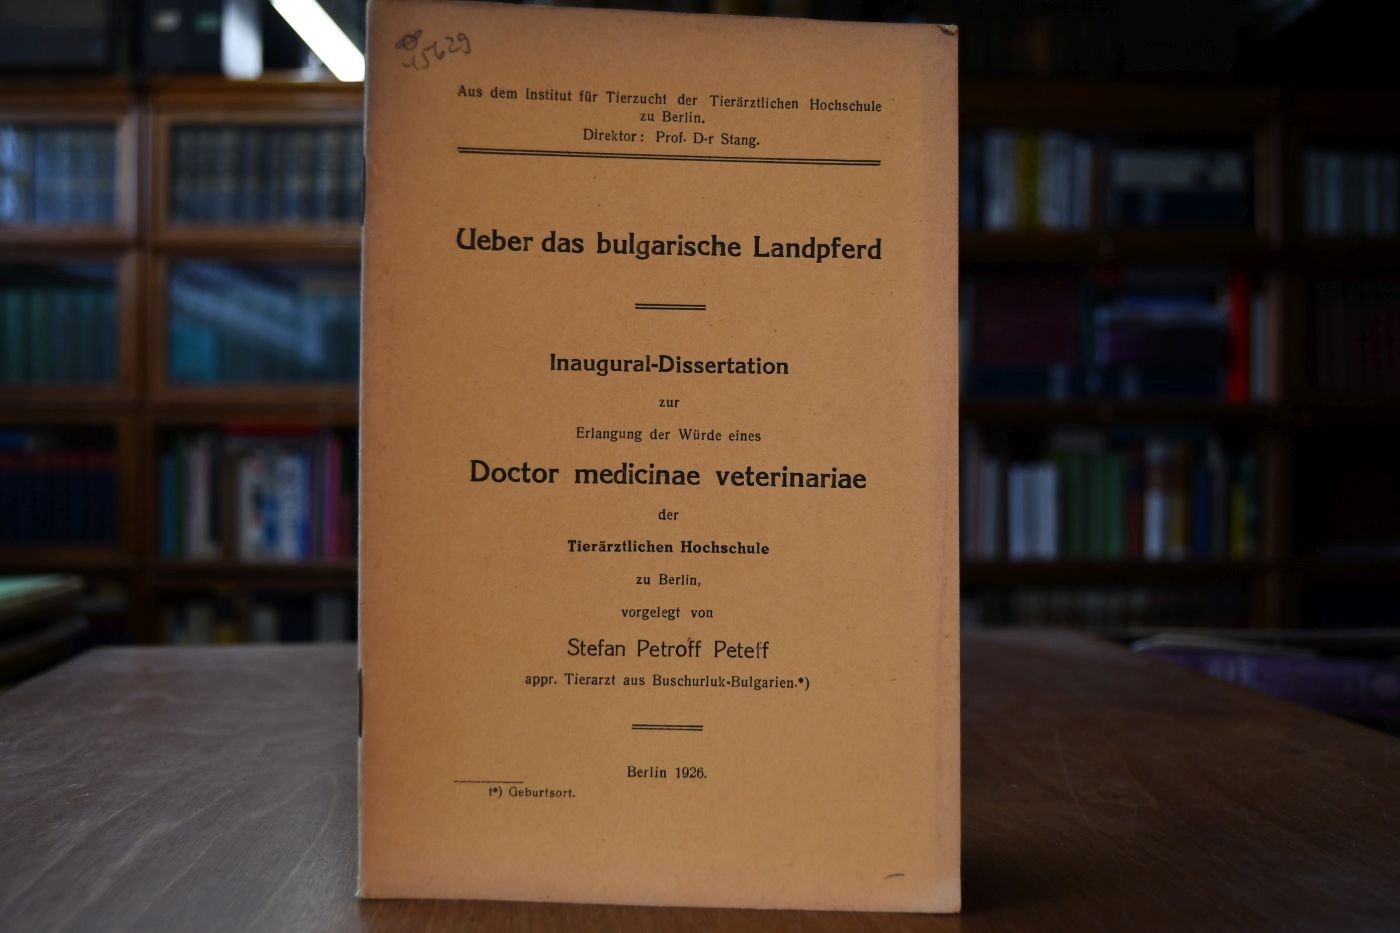 15629
Aus dem Institut für Tierzucht der Tierärztlichen Hochschule
zu Berlin.
Direktor: Prof. D-r Stang.
Ueber das bulgarische Landpferd
Inaugural-Dissertation
zur
Erlangung der Würde eines
Doctor medicinae veterinariae
der
Tierärztlichen Hochschule
zu Berlin,
vorgelegt von
Stefan Petroff Peteff
appr. Tierarzt aus Buschurluk-Bulgarien.*)
Berlin 1926.
t*) Geburtsort.